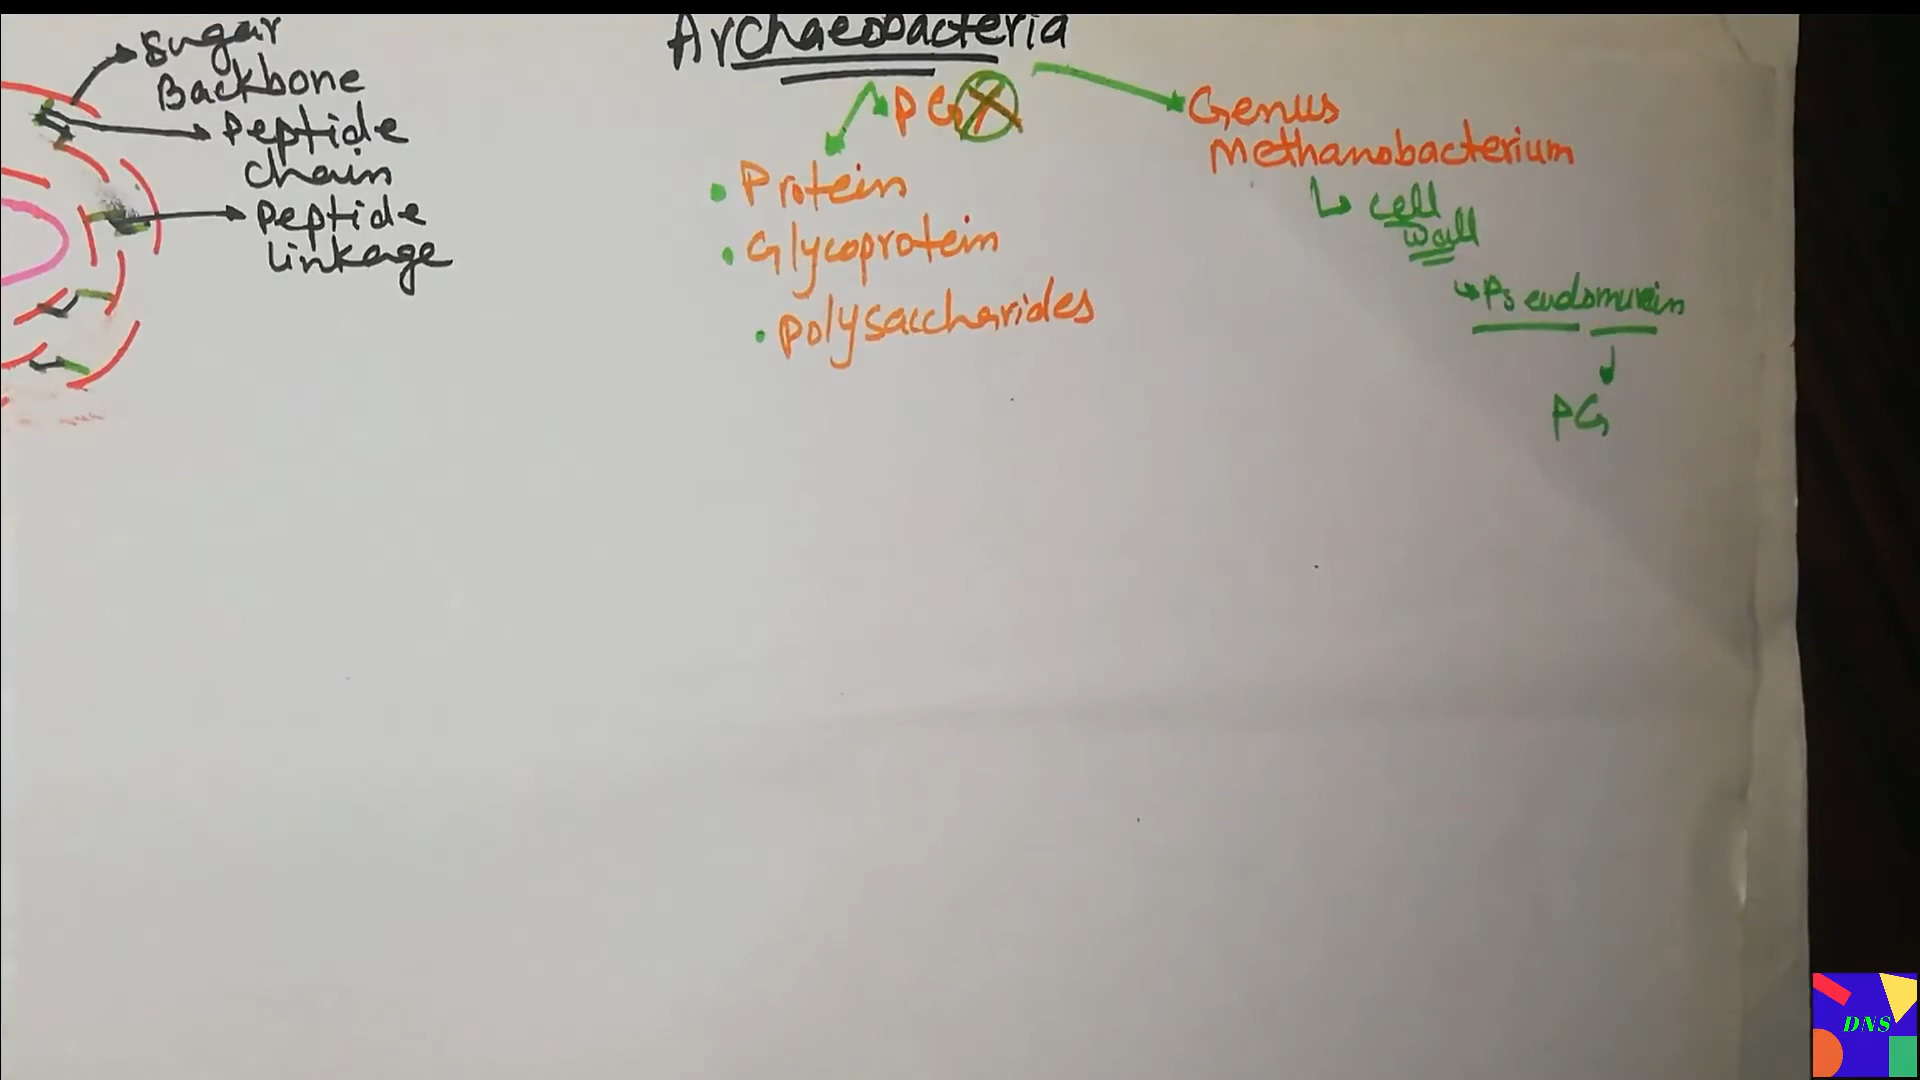 Sugar
Backbone
Peptide
chain
Peptide
linkage
Archaeobacteria
PG
Protein
Glycoprotein
Polysaccharides
Genus
Methanobacterium
cell
wall
Pseudomurein
PG
DNS